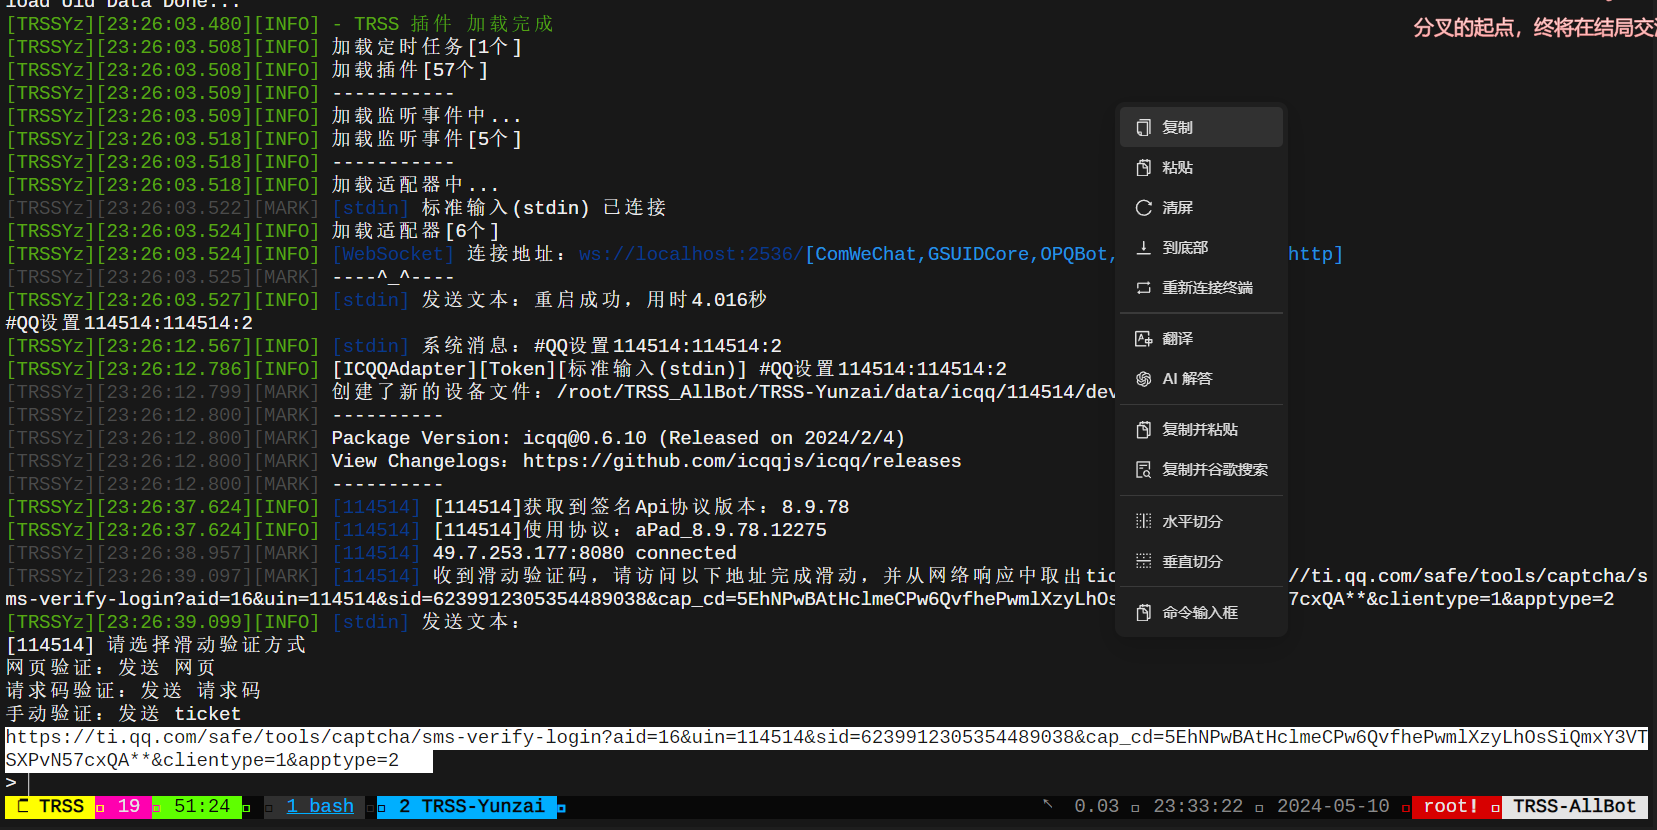 load Uid Data Done...
[TRSSYz][23:26:03.480][INFO] - TRSS 插件 加载完成
分叉的起点，终将在结局交
[TRSSYz][23:26:03.508][INFO] 加载定时任务[1个]
[TRSSYz][23:26:03.508][INFO] 加载插件[57个]
[TRSSYz][23:26:03.509][INFO] -----------
[TRSSYz][23:26:03.509][INFO] 加载监听事件中...
[TRSSYz][23:26:03.518][INFO] 加载监听事件[5个]
[TRSSYz][23:26:03.518][INFO] -----------
[TRSSYz][23:26:03.518][INFO] 加载适配器中...
[TRSSYz][23:26:03.522][MARK] [stdin] 标准输入(stdin) 已连接
[TRSSYz][23:26:03.524][INFO] 加载适配器[6个]
[TRSSYz][23:26:03.524][INFO] [WebSocket] 连接地址：ws://localhost:2536/[ComWeChat,GSUIDCore,OPQBot, http]
[TRSSYz][23:26:03.525][MARK] ----^_^----
[TRSSYz][23:26:03.527][INFO] [stdin] 发送文本：重启成功，用时4.016秒
#QQ设置114514:114514:2
[TRSSYz][23:26:12.567][INFO] [stdin] 系统消息：#QQ设置114514:114514:2
[TRSSYz][23:26:12.786][INFO] [ICQQAdapter][Token][标准输入(stdin)] #QQ设置114514:114514:2
[TRSSYz][23:26:12.799][MARK] 创建了新的设备文件：/root/TRSS_AllBot/TRSS-Yunzai/data/icqq/114514/dev
[TRSSYz][23:26:12.800][MARK] ----------
[TRSSYz][23:26:12.800][MARK] Package Version: icqq@0.6.10 (Released on 2024/2/4)
[TRSSYz][23:26:12.800][MARK] View Changelogs：https://github.com/icqqjs/icqq/releases
[TRSSYz][23:26:12.800][MARK] ----------
[TRSSYz][23:26:37.624][INFO] [114514] [114514]获取到签名Api协议版本：8.9.78
[TRSSYz][23:26:37.624][INFO] [114514] [114514]使用协议：aPad_8.9.78.12275
[TRSSYz][23:26:38.957][MARK] [114514] 49.7.253.177:8080 connected
[TRSSYz][23:26:39.097][MARK] [114514] 收到滑动验证码，请访问以下地址完成滑动，并从网络响应中取出tic //ti.qq.com/safe/tools/captcha/s
ms-verify-login?aid=16&uin=114514&sid=6239912305354489038&cap_cd=5EhNPwBAtHclmeCPw6QvfhePwmlXzyLhOs 7cxQA**&clientype=1&apptype=2
[TRSSYz][23:26:39.099][INFO] [stdin] 发送文本：
[114514] 请选择滑动验证方式
网页验证：发送 网页
请求码验证：发送 请求码
手动验证：发送 ticket
https://ti.qq.com/safe/tools/captcha/sms-verify-login?aid=16&uin=114514&sid=6239912305354489038&cap_cd=5EhNPwBAtHclmeCPw6QvfhePwmlXzyLhOsSiQmxY3VT
SXPvN57cxQA**&clientype=1&apptype=2
>
TRSS 19 51:24 1 bash 2 TRSS-Yunzai ↖ 0.03 23:33:22 2024-05-10 root! TRSS-AllBot
复制
粘贴
清屏
到底部
重新连接终端
翻译
AI 解答
复制并粘贴
复制并谷歌搜索
水平切分
垂直切分
命令输入框